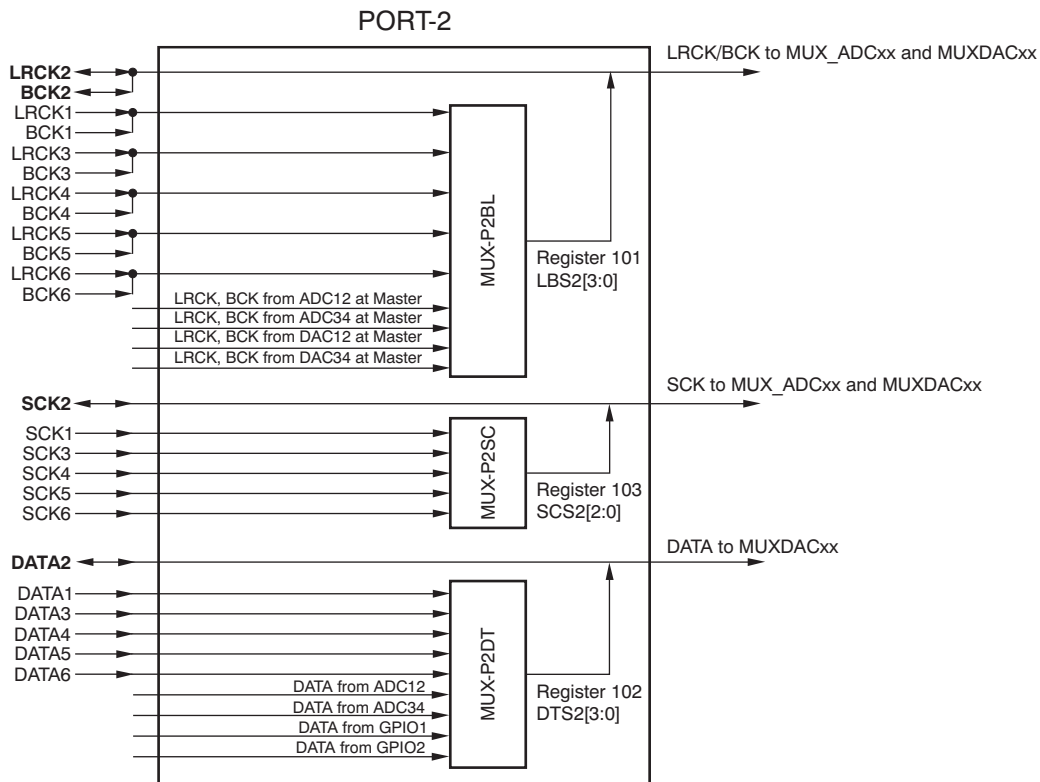 PORT-2
LRCK/BCK to MUX_ADCxx and MUXDACxx
LRCK2
BCK2
LRCK1
BCK1
LRCK3
BCK3
LRCK4
BCK4
LRCK5
BCK5
LRCK6
BCK6
LRCK, BCK from ADC12 at Master
LRCK, BCK from ADC34 at Master
LRCK, BCK from DAC12 at Master
LRCK, BCK from DAC34 at Master
MUX-P2BL
Register 101
LBS2[3:0]
SCK to MUX_ADCxx and MUXDACxx
SCK2
SCK1
SCK3
SCK4
SCK5
SCK6
MUX-P2SC
Register 103
SCS2[2:0]
DATA to MUXDACxx
DATA2
DATA1
DATA3
DATA4
DATA5
DATA6
DATA from ADC12
DATA from ADC34
DATA from GPIO1
DATA from GPIO2
MUX-P2DT
Register 102
DTS2[3:0]